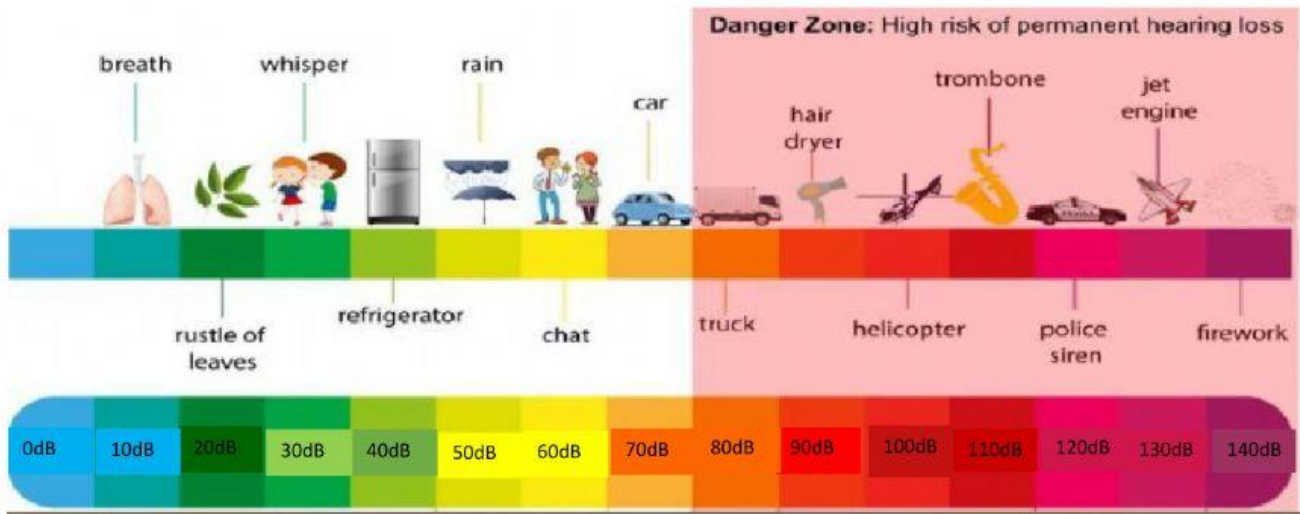 Danger Zone: High risk of permanent hearing loss
breath
whisper
rain
car
hair
dryer
trombone
jet
engine
rustle of
leaves
refrigerator
chat
truck
helicopter
police
siren
firework
0dB
10dB
20dB
30dB
40dB
50dB
60dB
70dB
80dB
90dB
100dB
110dB
120dB
130dB
140dB